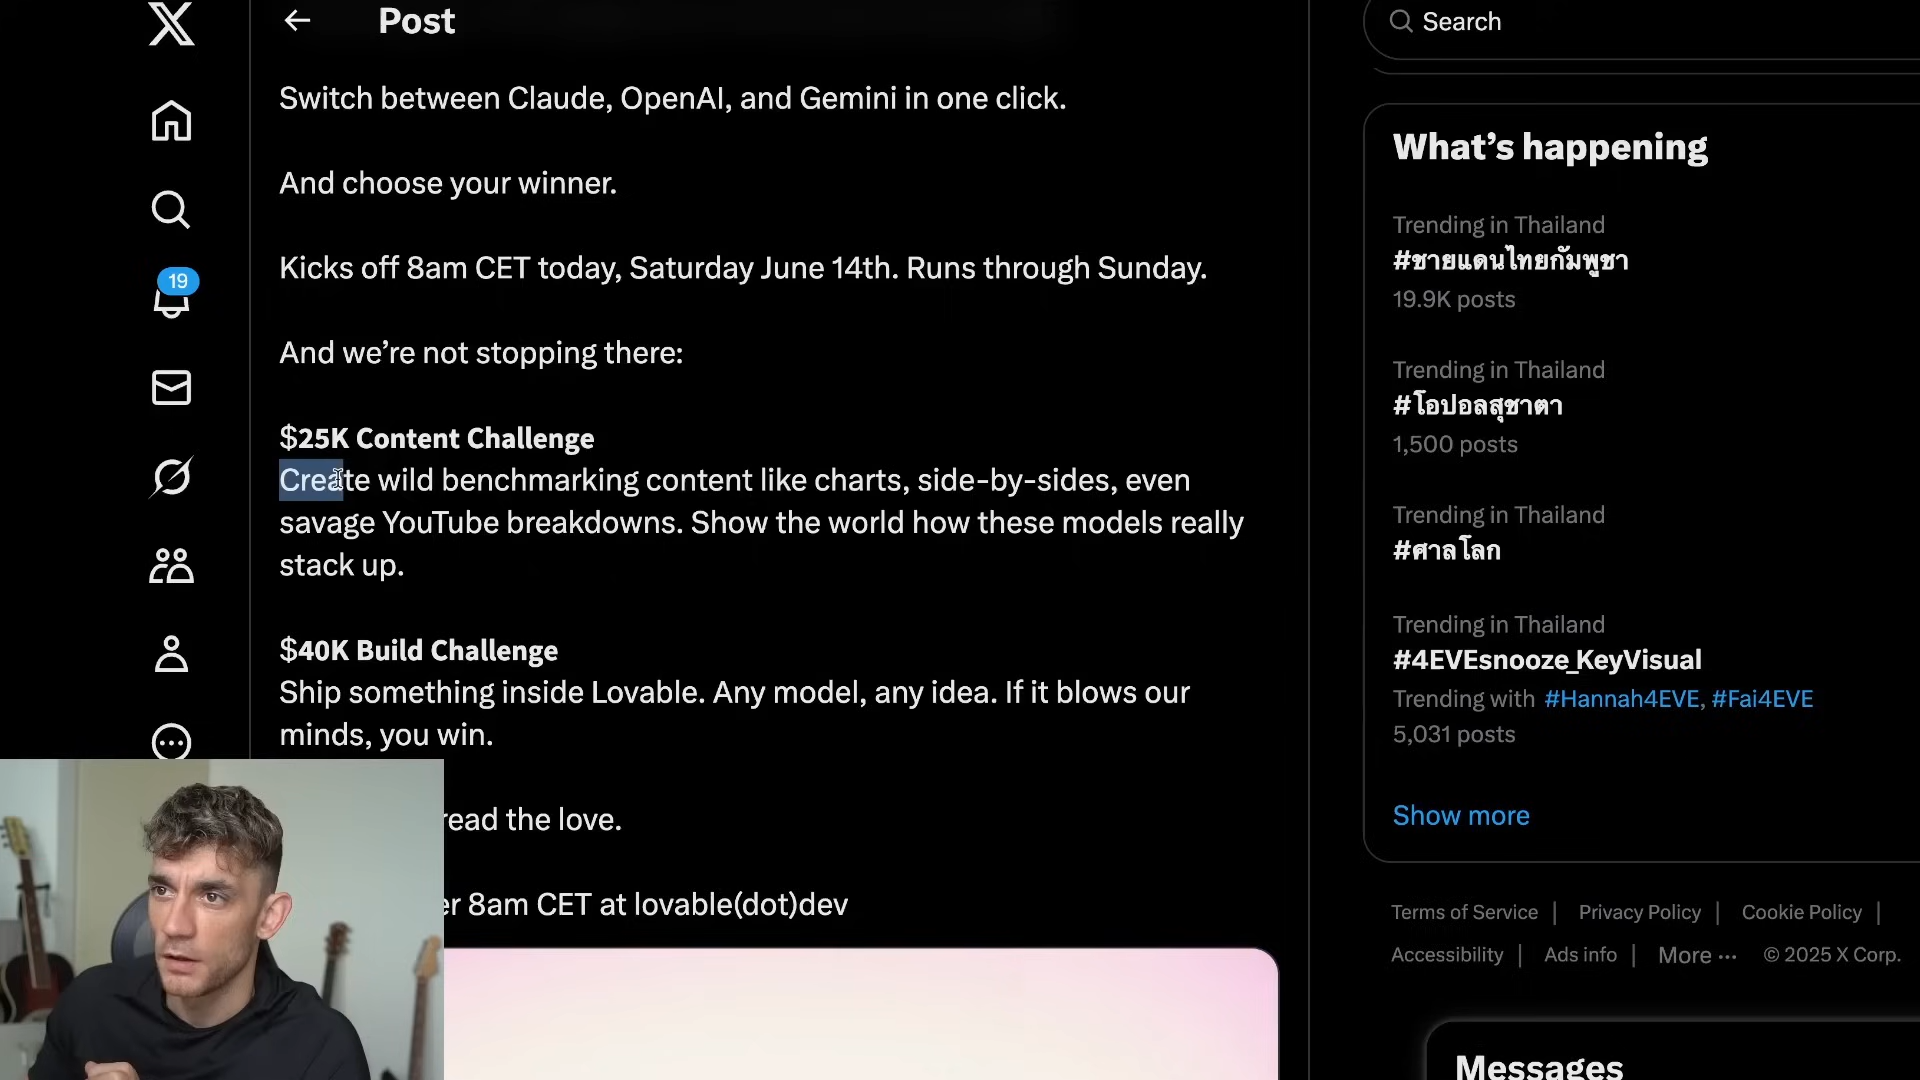 Post
Switch between Claude, OpenAI, and Gemini in one click.
And choose your winner.
Kicks off 8am CET today, Saturday June 14th. Runs through Sunday.
And we’re not stopping there:
$25K Content Challenge
Create wild benchmarking content like charts, side-by-sides, even
savage YouTube breakdowns. Show the world how these models really
stack up.
$40K Build Challenge
Ship something inside Lovable. Any model, any idea. If it blows our
minds, you win.
the love.
8am CET at lovable(dot)dev
19
Search
What’s happening
Trending in Thailand
#ชายแดนไทยกัมพูชา
19.9K posts
Trending in Thailand
#โอปอลสุชาตา
1,500 posts
Trending in Thailand
#ศาลโลก
Trending in Thailand
#4EVEsnooze_KeyVisual
Trending with #Hannah4EVE, #Fai4EVE
5,031 posts
Show more
Terms of Service | Privacy Policy | Cookie Policy |
Accessibility | Ads info | More ··· © 2025 X Corp.
Messages